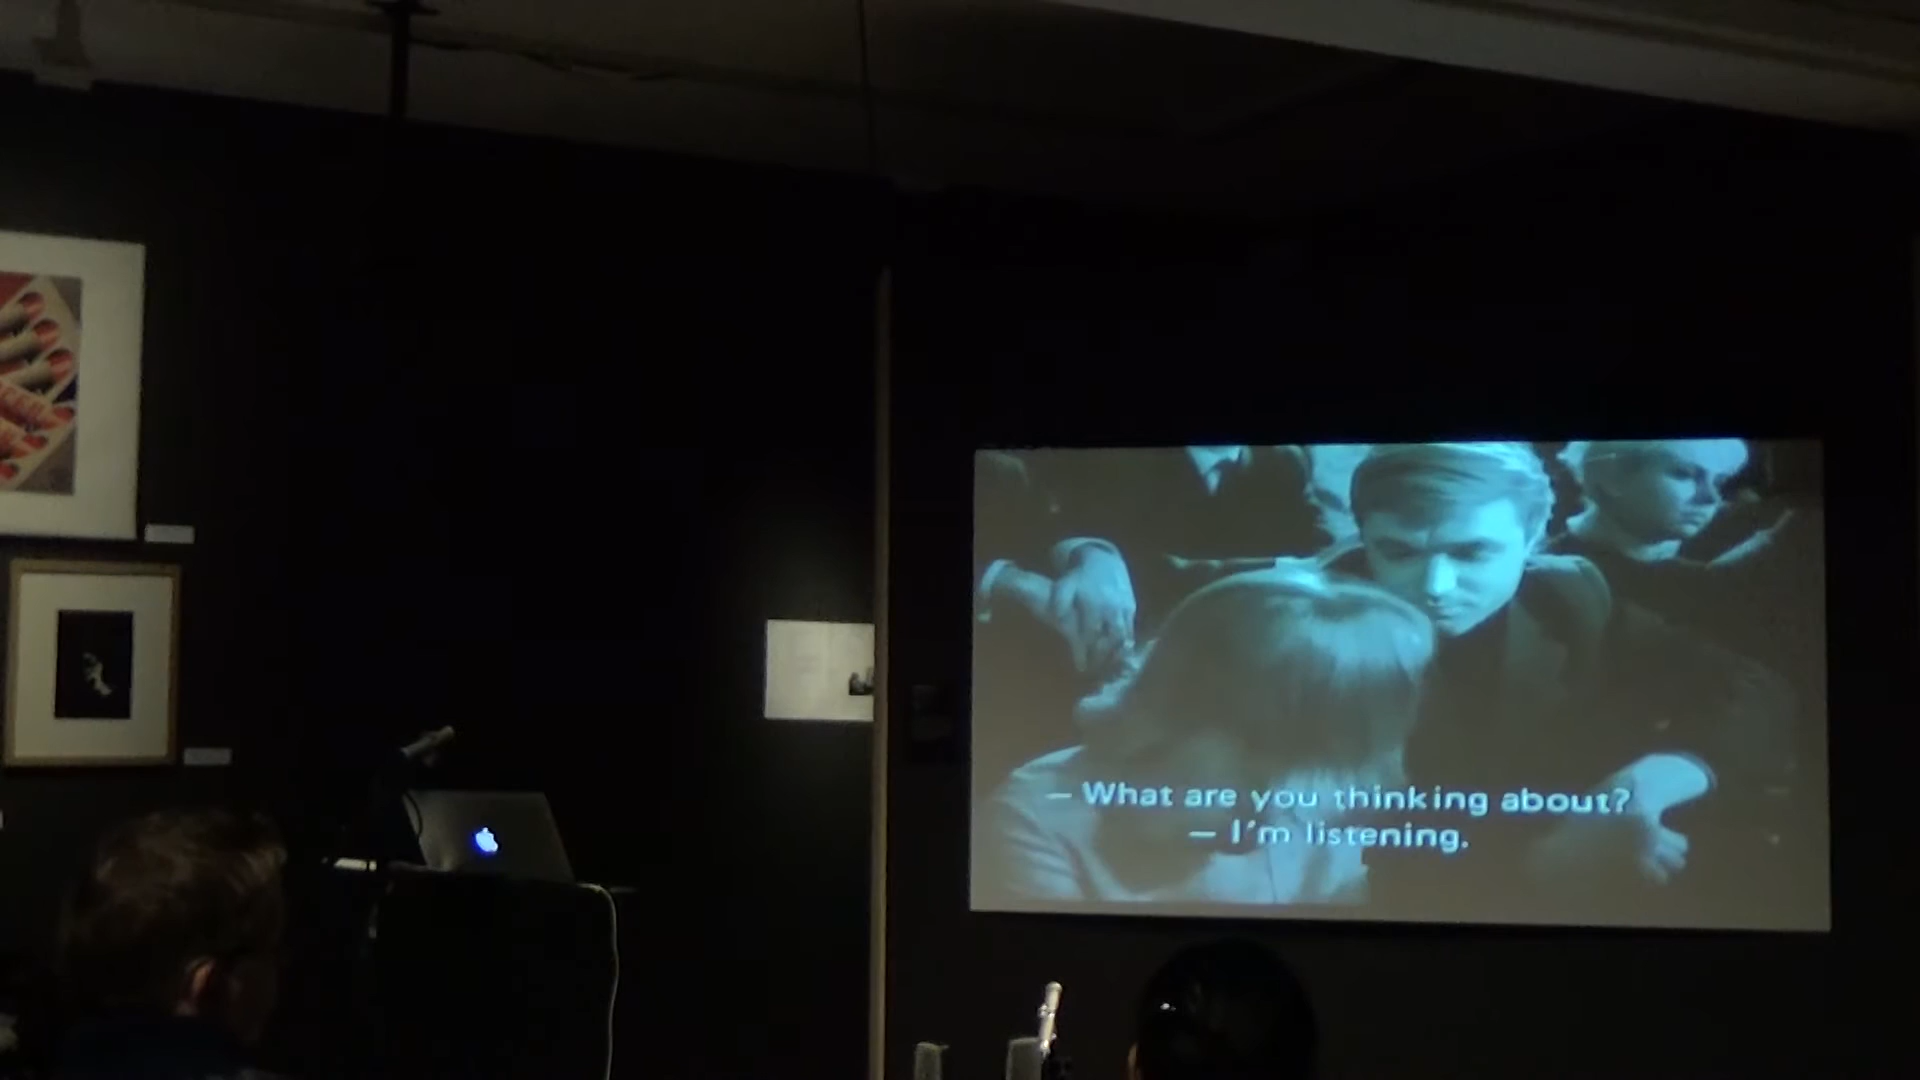 – What are you thinking about?
– I'm listening.